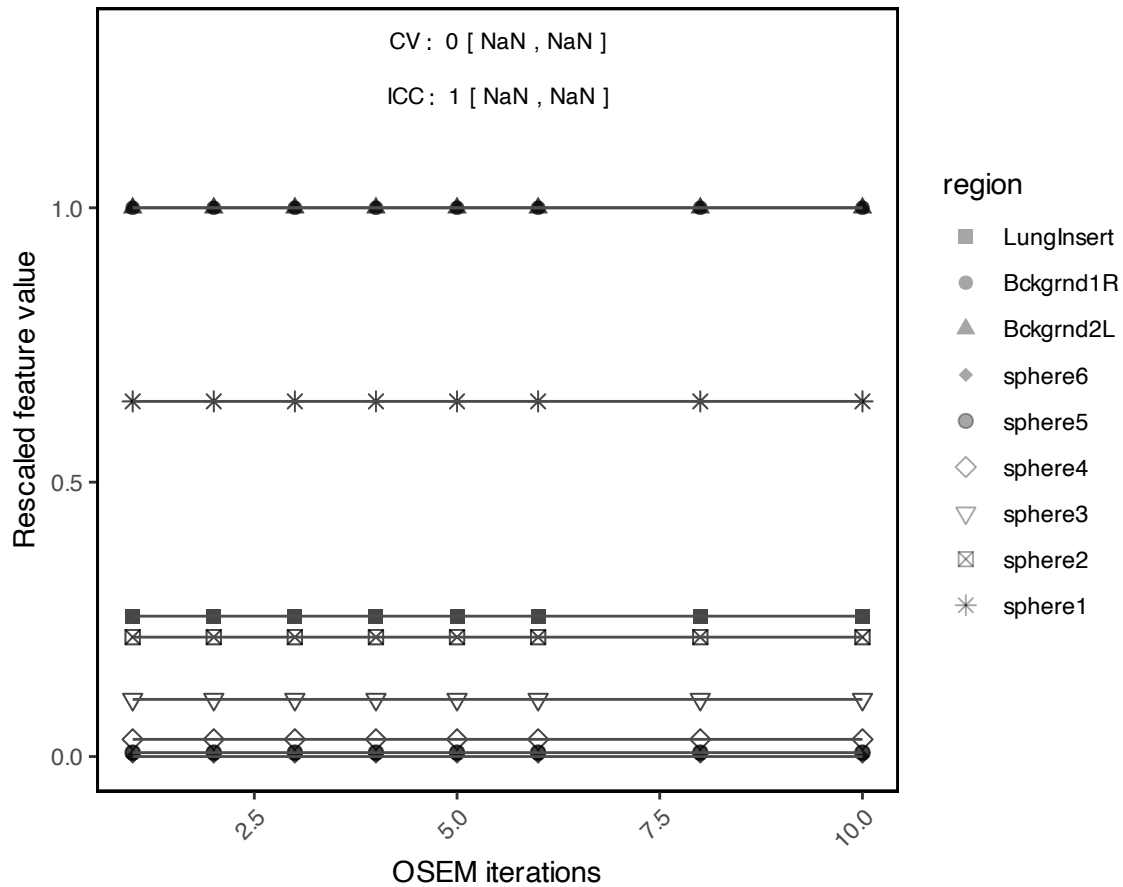 CV : 0 [ NaN , NaN ]
ICC : 1 [ NaN , NaN ]
Rescaled feature value
1.0
0.5
0.0
2.5
5.0
7.5
10.0
OSEM iterations
region
LungInsert
Bckgrnd1R
Bckgrnd2L
sphere6
sphere5
sphere4
sphere3
sphere2
sphere1